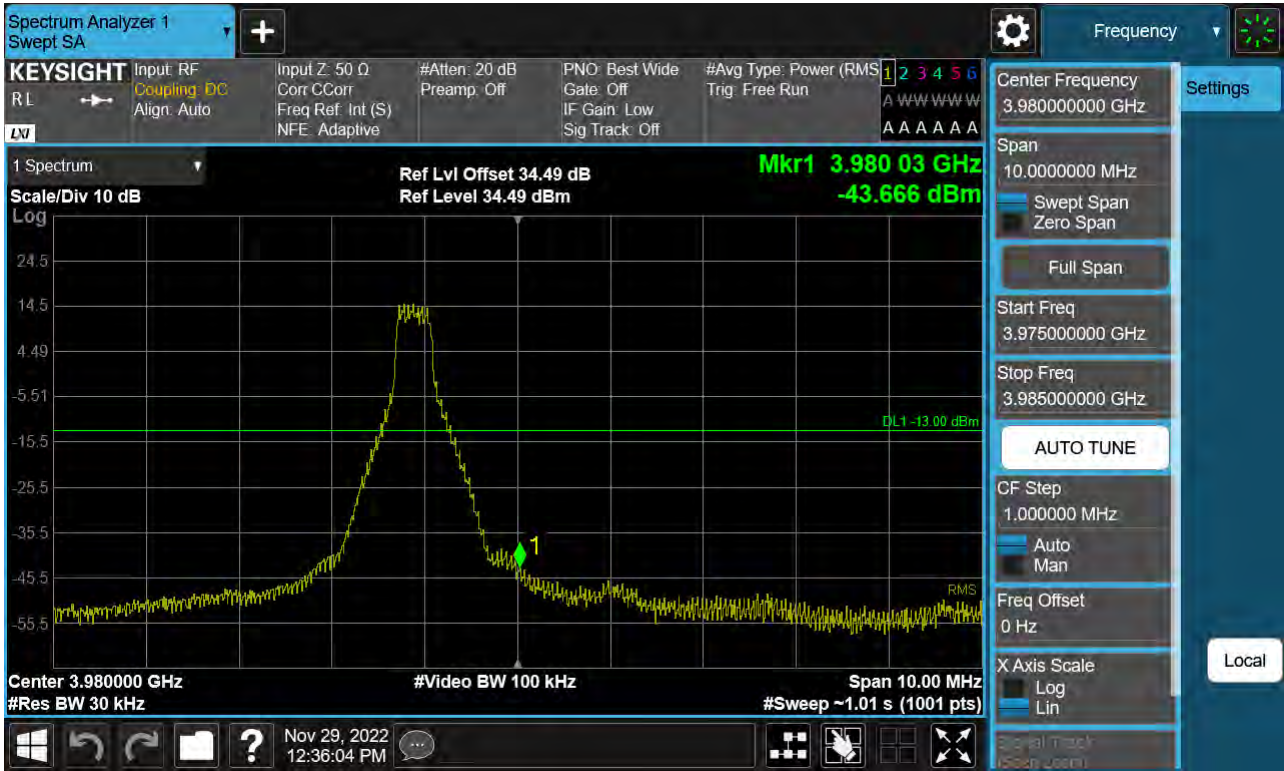 Spectrum Analyzer 1
Swept SA
+
Frequency
KEYSIGHT
RL
LXI
Input: RF
Coupling: DC
Align: Auto
Input Z: 50 Ω
Corr CCorr
Freq Ref: Int (S)
NFE: Adaptive
#Atten: 20 dB
Preamp: Off
PNO: Best Wide
Gate: Off
IF Gain: Low
Sig Track: Off
#Avg Type: Power (RMS
Trig: Free Run
1 2 3 4 5 6
A W W W W W
A A A A A A
1 Spectrum
Scale/Div 10 dB
Log
Ref Lvl Offset 34.49 dB
Ref Level 34.49 dBm
Mkr1 3.980 03 GHz
-43.666 dBm
24.5
14.5
4.49
-5.51
-15.5
-25.5
-35.5
-45.5
-55.5
DL1 -13.00 dBm
1
RMS
Center 3.980000 GHz
#Res BW 30 kHz
#Video BW 100 kHz
Span 10.00 MHz
#Sweep ~1.01 s (1001 pts)
Center Frequency
3.980000000 GHz
Settings
Span
10.0000000 MHz
Swept Span
Zero Span
Full Span
Start Freq
3.975000000 GHz
Stop Freq
3.985000000 GHz
AUTO TUNE
CF Step
1.000000 MHz
Auto
Man
Freq Offset
0 Hz
X Axis Scale
Log
Lin
Signal Track
(Span Zoom)
Local
?
Nov 29, 2022
12:36:04 PM